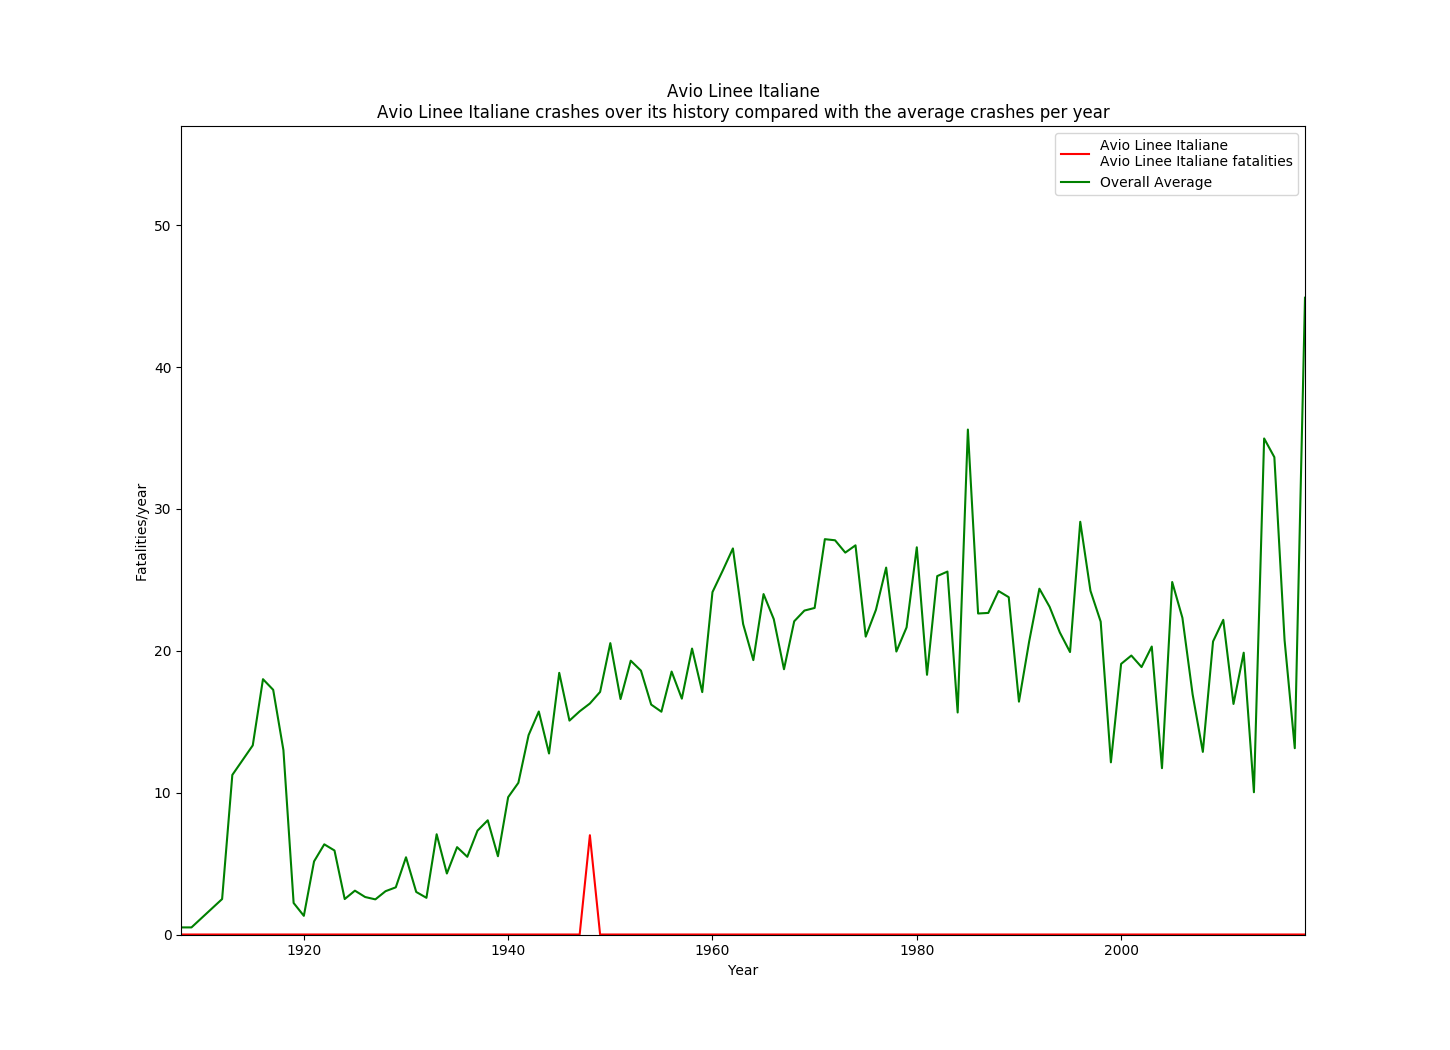 Avio Linee Italiane
Avio Linee Italiane crashes over its history compared with the average crashes per year
Avio Linee Italiane
Avio Linee Italiane fatalities
Overall Average
50
40
30
20
10
0
Fatalities/year
1920
1940
1960
1980
2000
Year